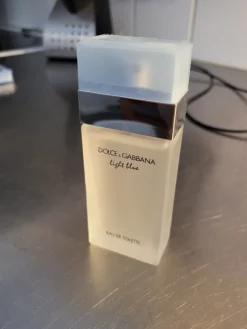 DOLCE & GABBANA
light blue
EAU DE TOILETTE